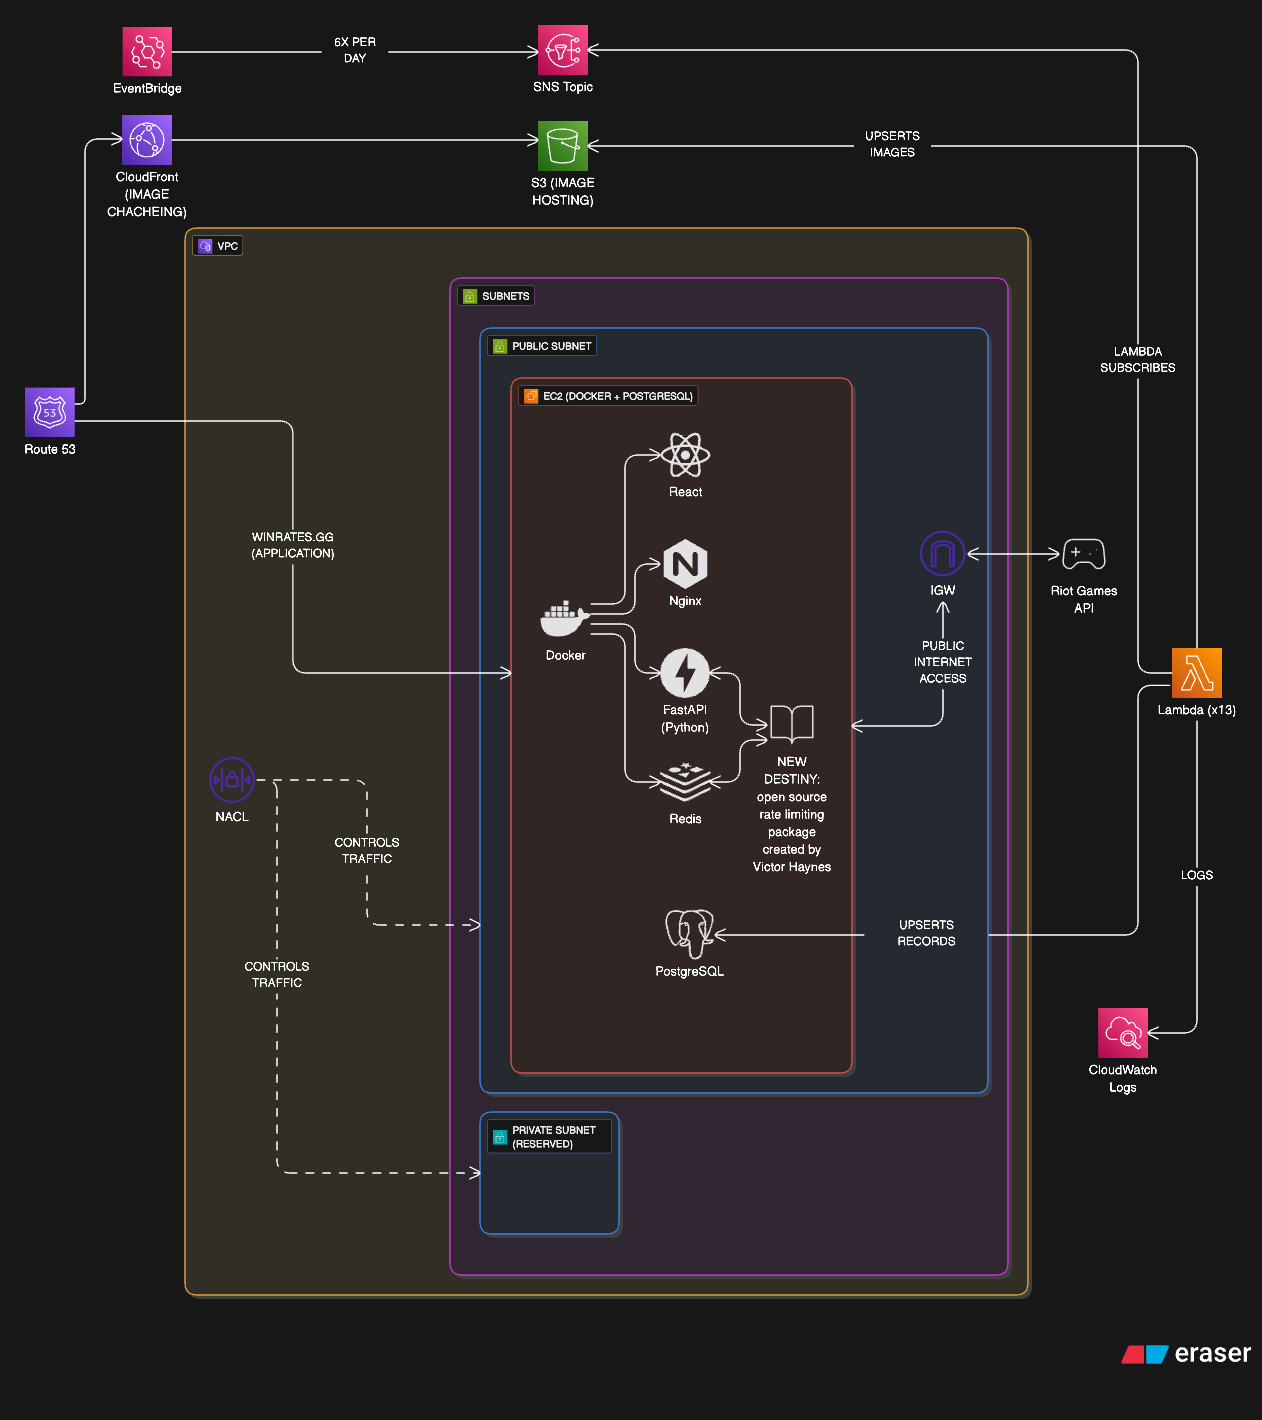 6X PER
DAY
EventBridge
SNS Topic
UPSERTS
IMAGES
CloudFront
(IMAGE
CHACHEING)
S3 (IMAGE
HOSTING)
VPC
SUBNETS
PUBLIC SUBNET
LAMBDA
SUBSCRIBES
EC2 (DOCKER + POSTGRESQL)
53
Route 53
React
WINRATES.GG
(APPLICATION)
Nginx
IGW
Riot Games
API
Docker
PUBLIC
INTERNET
ACCESS
FastAPI
(Python)
Lambda (x13)
NEW
DESTINY:
open source
rate limiting
package
created by
Victor Haynes
Redis
NACL
CONTROLS
TRAFFIC
LOGS
UPSERTS
RECORDS
PostgreSQL
CONTROLS
TRAFFIC
CloudWatch
Logs
PRIVATE SUBNET
(RESERVED)
eraser